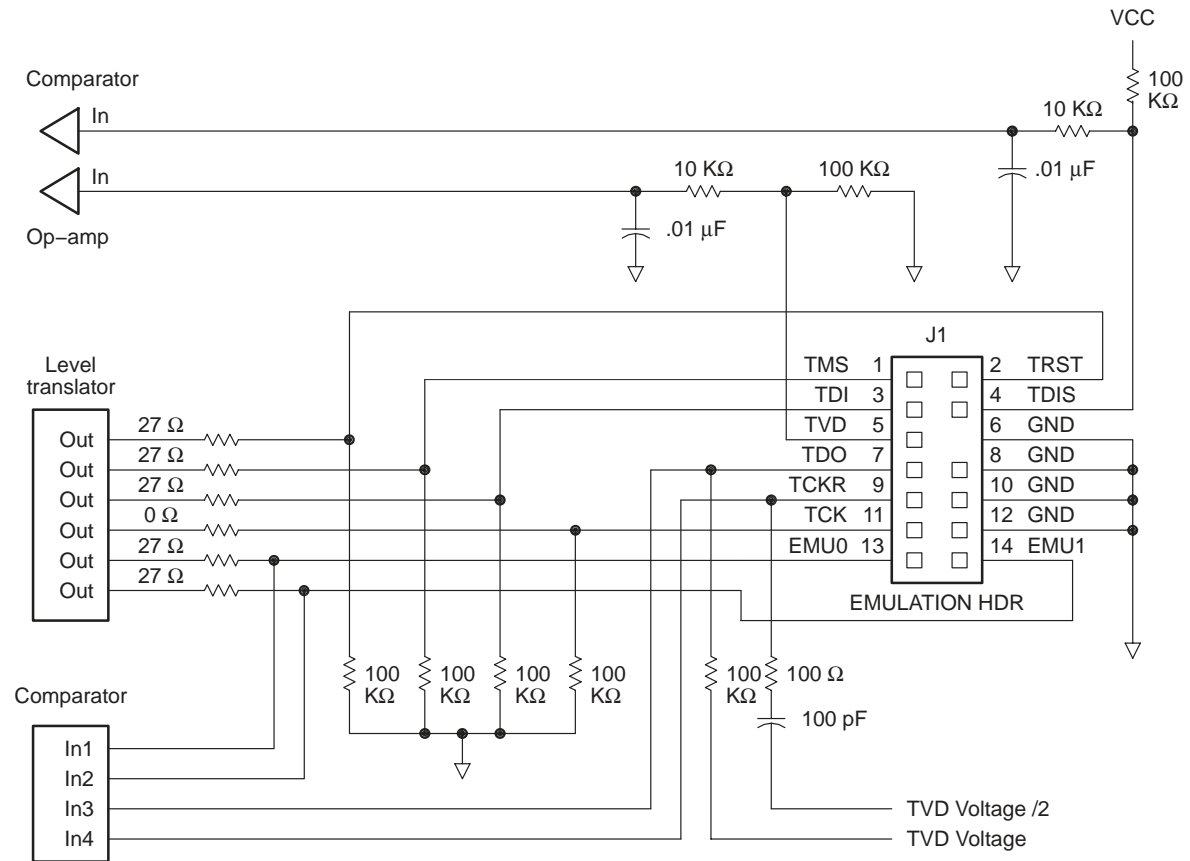 VCC
100
KΩ
Comparator
In
10 KΩ
.01 μF
In
Op–amp
10 KΩ
100 KΩ
.01 μF
J1
TMS 1
2 TRST
TDI 3
4 TDIS
TVD 5
6 GND
TDO 7
8 GND
TCKR 9
10 GND
TCK 11
12 GND
EMU0 13
14 EMU1
EMULATION HDR
Level
translator
Out
27 Ω
Out
27 Ω
Out
27 Ω
Out
0 Ω
Out
27 Ω
Out
27 Ω
100
KΩ
100
KΩ
100
KΩ
100
KΩ
100
KΩ
100 Ω
100 pF
Comparator
In1
In2
In3
In4
TVD Voltage /2
TVD Voltage